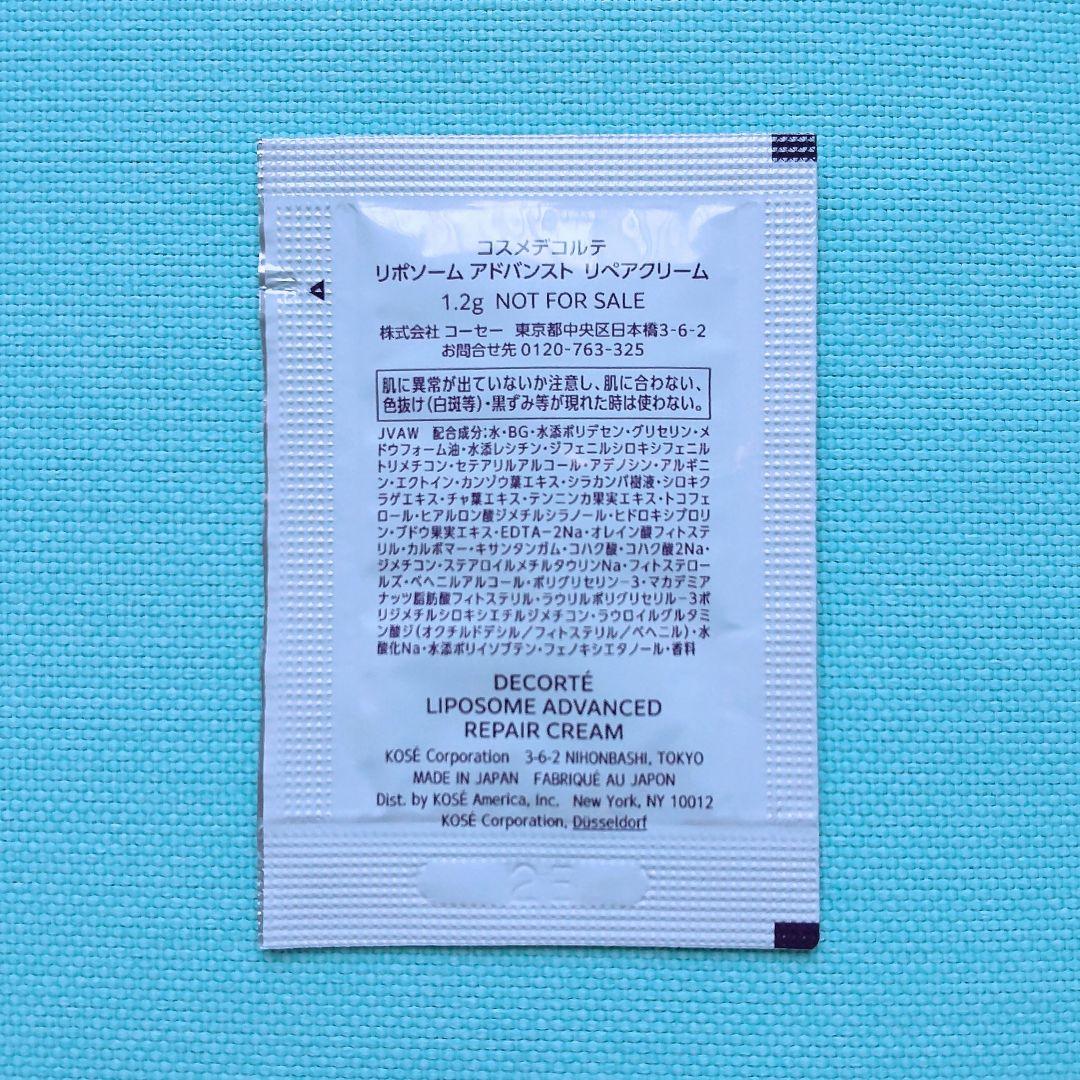 コスメデコルテ
リポソーム アドバンスト リペアクリーム
1.2g NOT FOR SALE
株式会社 コーセー 東京都中央区日本橋3-6-2
お問合せ先 0120-763-325
肌に異常が出ていないか注意し、肌に合わない、
色抜け(白斑等)・黒ずみ等が現れた時は使わない。
JVAW 配合成分;水・BG・水添ポリデセン・グリセリン・メ
ドウフォーム油・水添レシチン・ジフェニルシロキシフェニル
トリメチコン・セテアリルアルコール・アデノシン・アルギニ
ン・エクトイン・カンゾウ葉エキス・シラカンバ樹液・シロキク
ラゲエキス・チャ葉エキス・テンニンカ果実エキス・トコフェ
ロール・ヒアルロン酸ジメチルシラノール・ヒドロキシプロリ
ン・ブドウ果実エキス・EDTA-2Na・オレイン酸フィトステ
リル・カルボマー・キサンタンガム・コハク酸・コハク酸2Na・
ジメチコン・ステアロイルメチルタウリンNa・フィトステロー
ルズ・ベヘニルアルコール・ポリグリセリン-3・マカデミア
ナッツ脂肪酸フィトステリル・ラウリルポリグリセリル-3ポ
リジメチルシロキシエチルジメチコン・ラウロイルグルタミ
ン酸ジ(オクチルドデシル/フィトステリル/ベヘニル)・水
酸化Na・水添ポリイソブテン・フェノキシエタノール・香料
DECORTÉ
LIPOSOME ADVANCED
REPAIR CREAM
KOSÉ Corporation 3-6-2 NIHONBASHI, TOKYO
MADE IN JAPAN FABRIQUÉ AU JAPON
Dist. by KOSÉ America, Inc. New York, NY 10012
KOSÉ Corporation, Düsseldorf